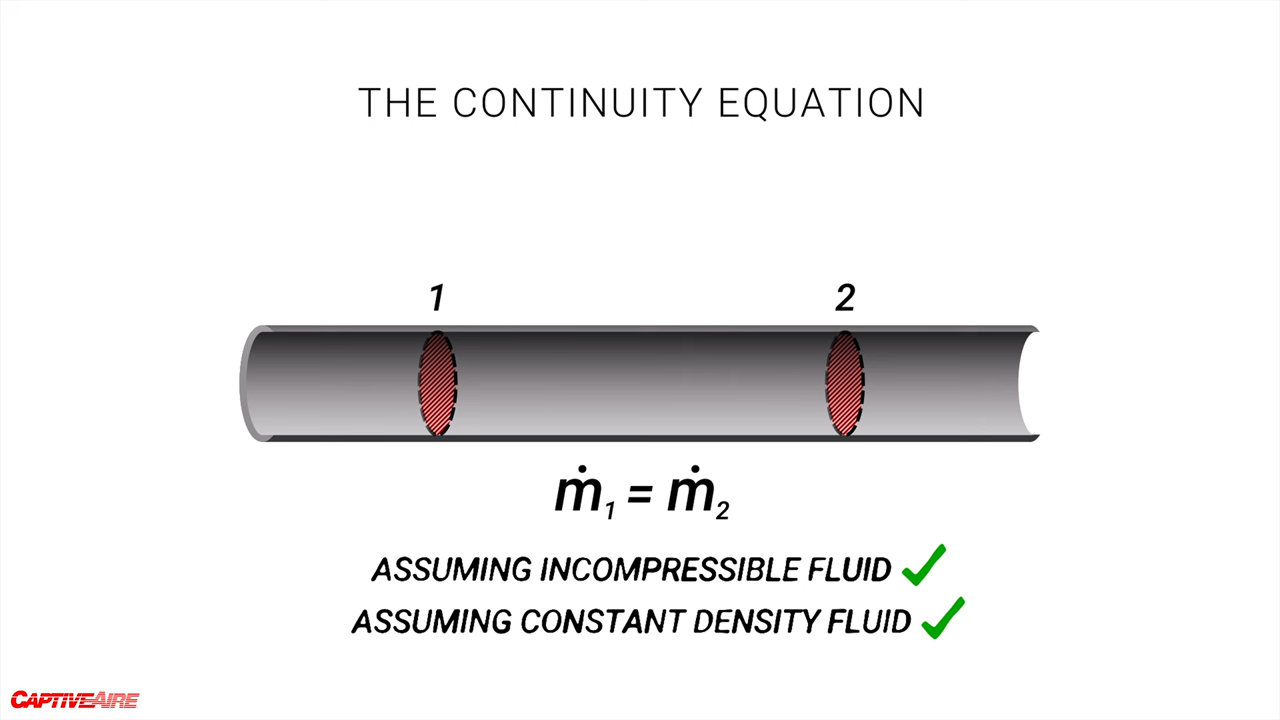 THE CONTINUITY EQUATION
1 2
ṁ₁ = ṁ₂
ASSUMING INCOMPRESSIBLE FLUID
ASSUMING CONSTANT DENSITY FLUID
CAPTIVEAIRE